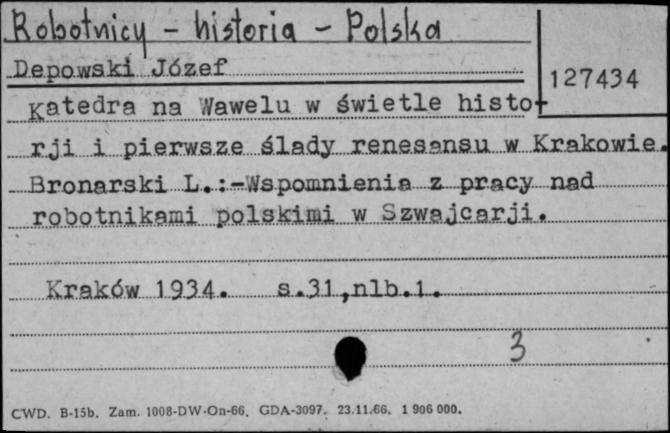 Robotnicy - historia - Polska
Depowski Józef
127434
Katedra na Wawelu w świetle histo-
rji i pierwsze ślady renesansu w Krakowie.
Bronarski L.:-Wspomnienia z pracy nad
robotnikami polskimi w Szwajcarji.
Kraków 1934. s.31,nlb.1.
3
CWD. B-15b. Zam. 1008-DW-On-66. GDA-3097. 23.11.66. 1 906 000.